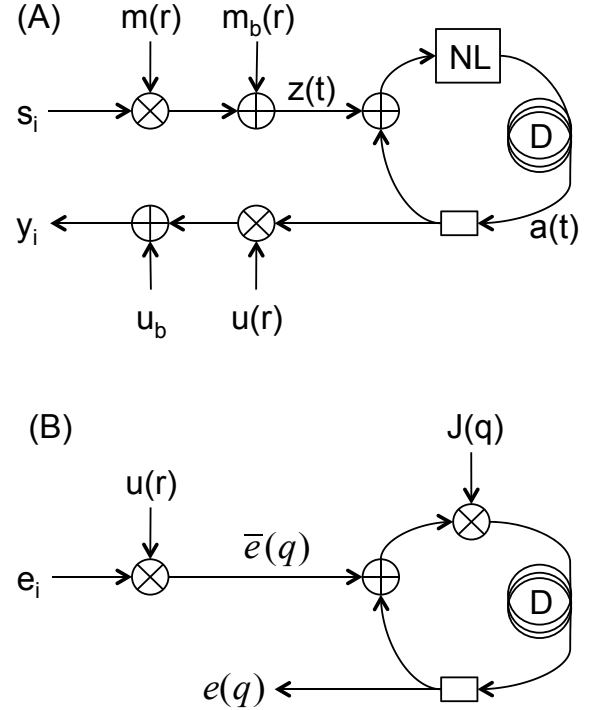 (A)
m(r)
m_b(r)
NL
s_i
z(t)
D
y_i
a(t)
u_b
u(r)
(B)
J(q)
u(r)
e̅(q)
e_i
D
e(q)